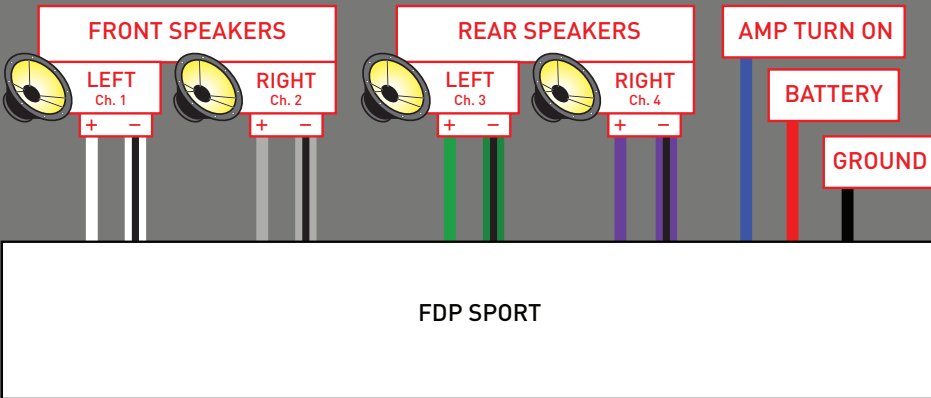 FRONT SPEAKERS
LEFT
Ch. 1
+ −
RIGHT
Ch. 2
+ −
REAR SPEAKERS
LEFT
Ch. 3
+ −
RIGHT
Ch. 4
+ −
AMP TURN ON
BATTERY
GROUND
FDP SPORT